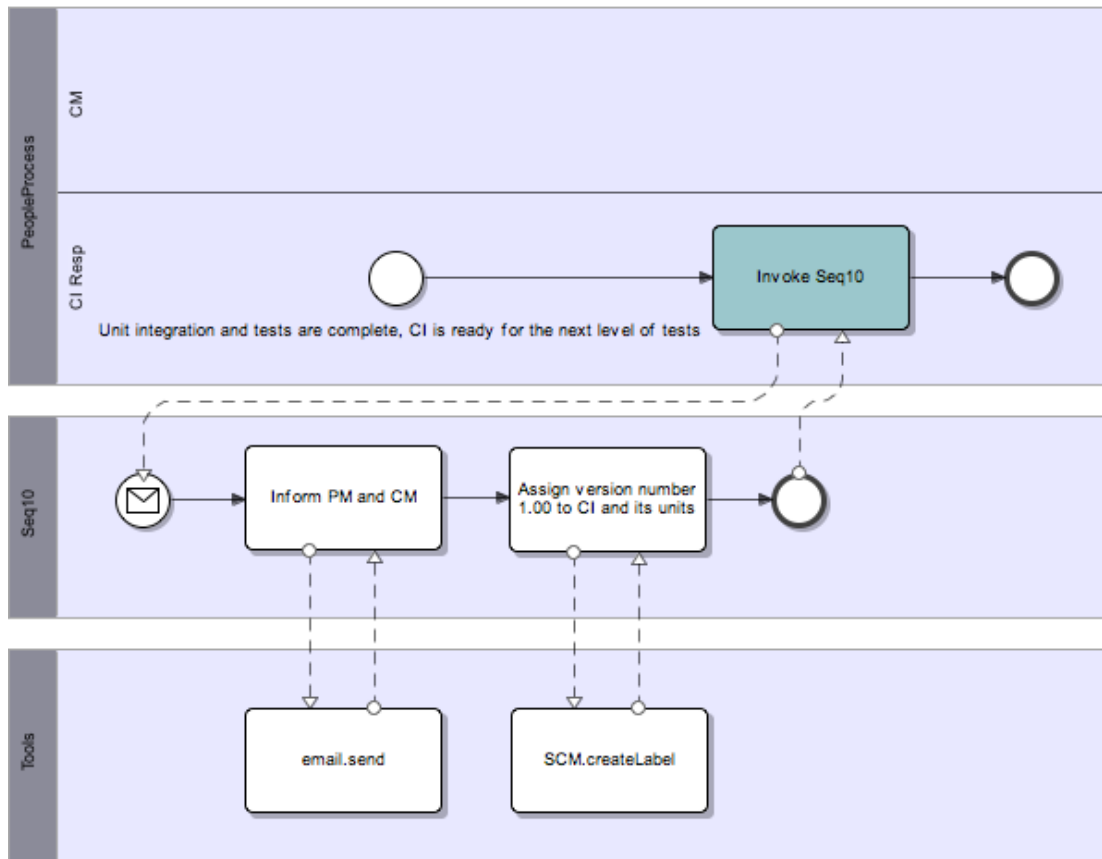 PeopleProcess
CM
CI Resp
Invoke Seq10
Unit integration and tests are complete, CI is ready for the next level of tests
Seq10
Inform PM and CM
Assign version number
1.00 to CI and its units
Tools
email.send
SCM.createLabel